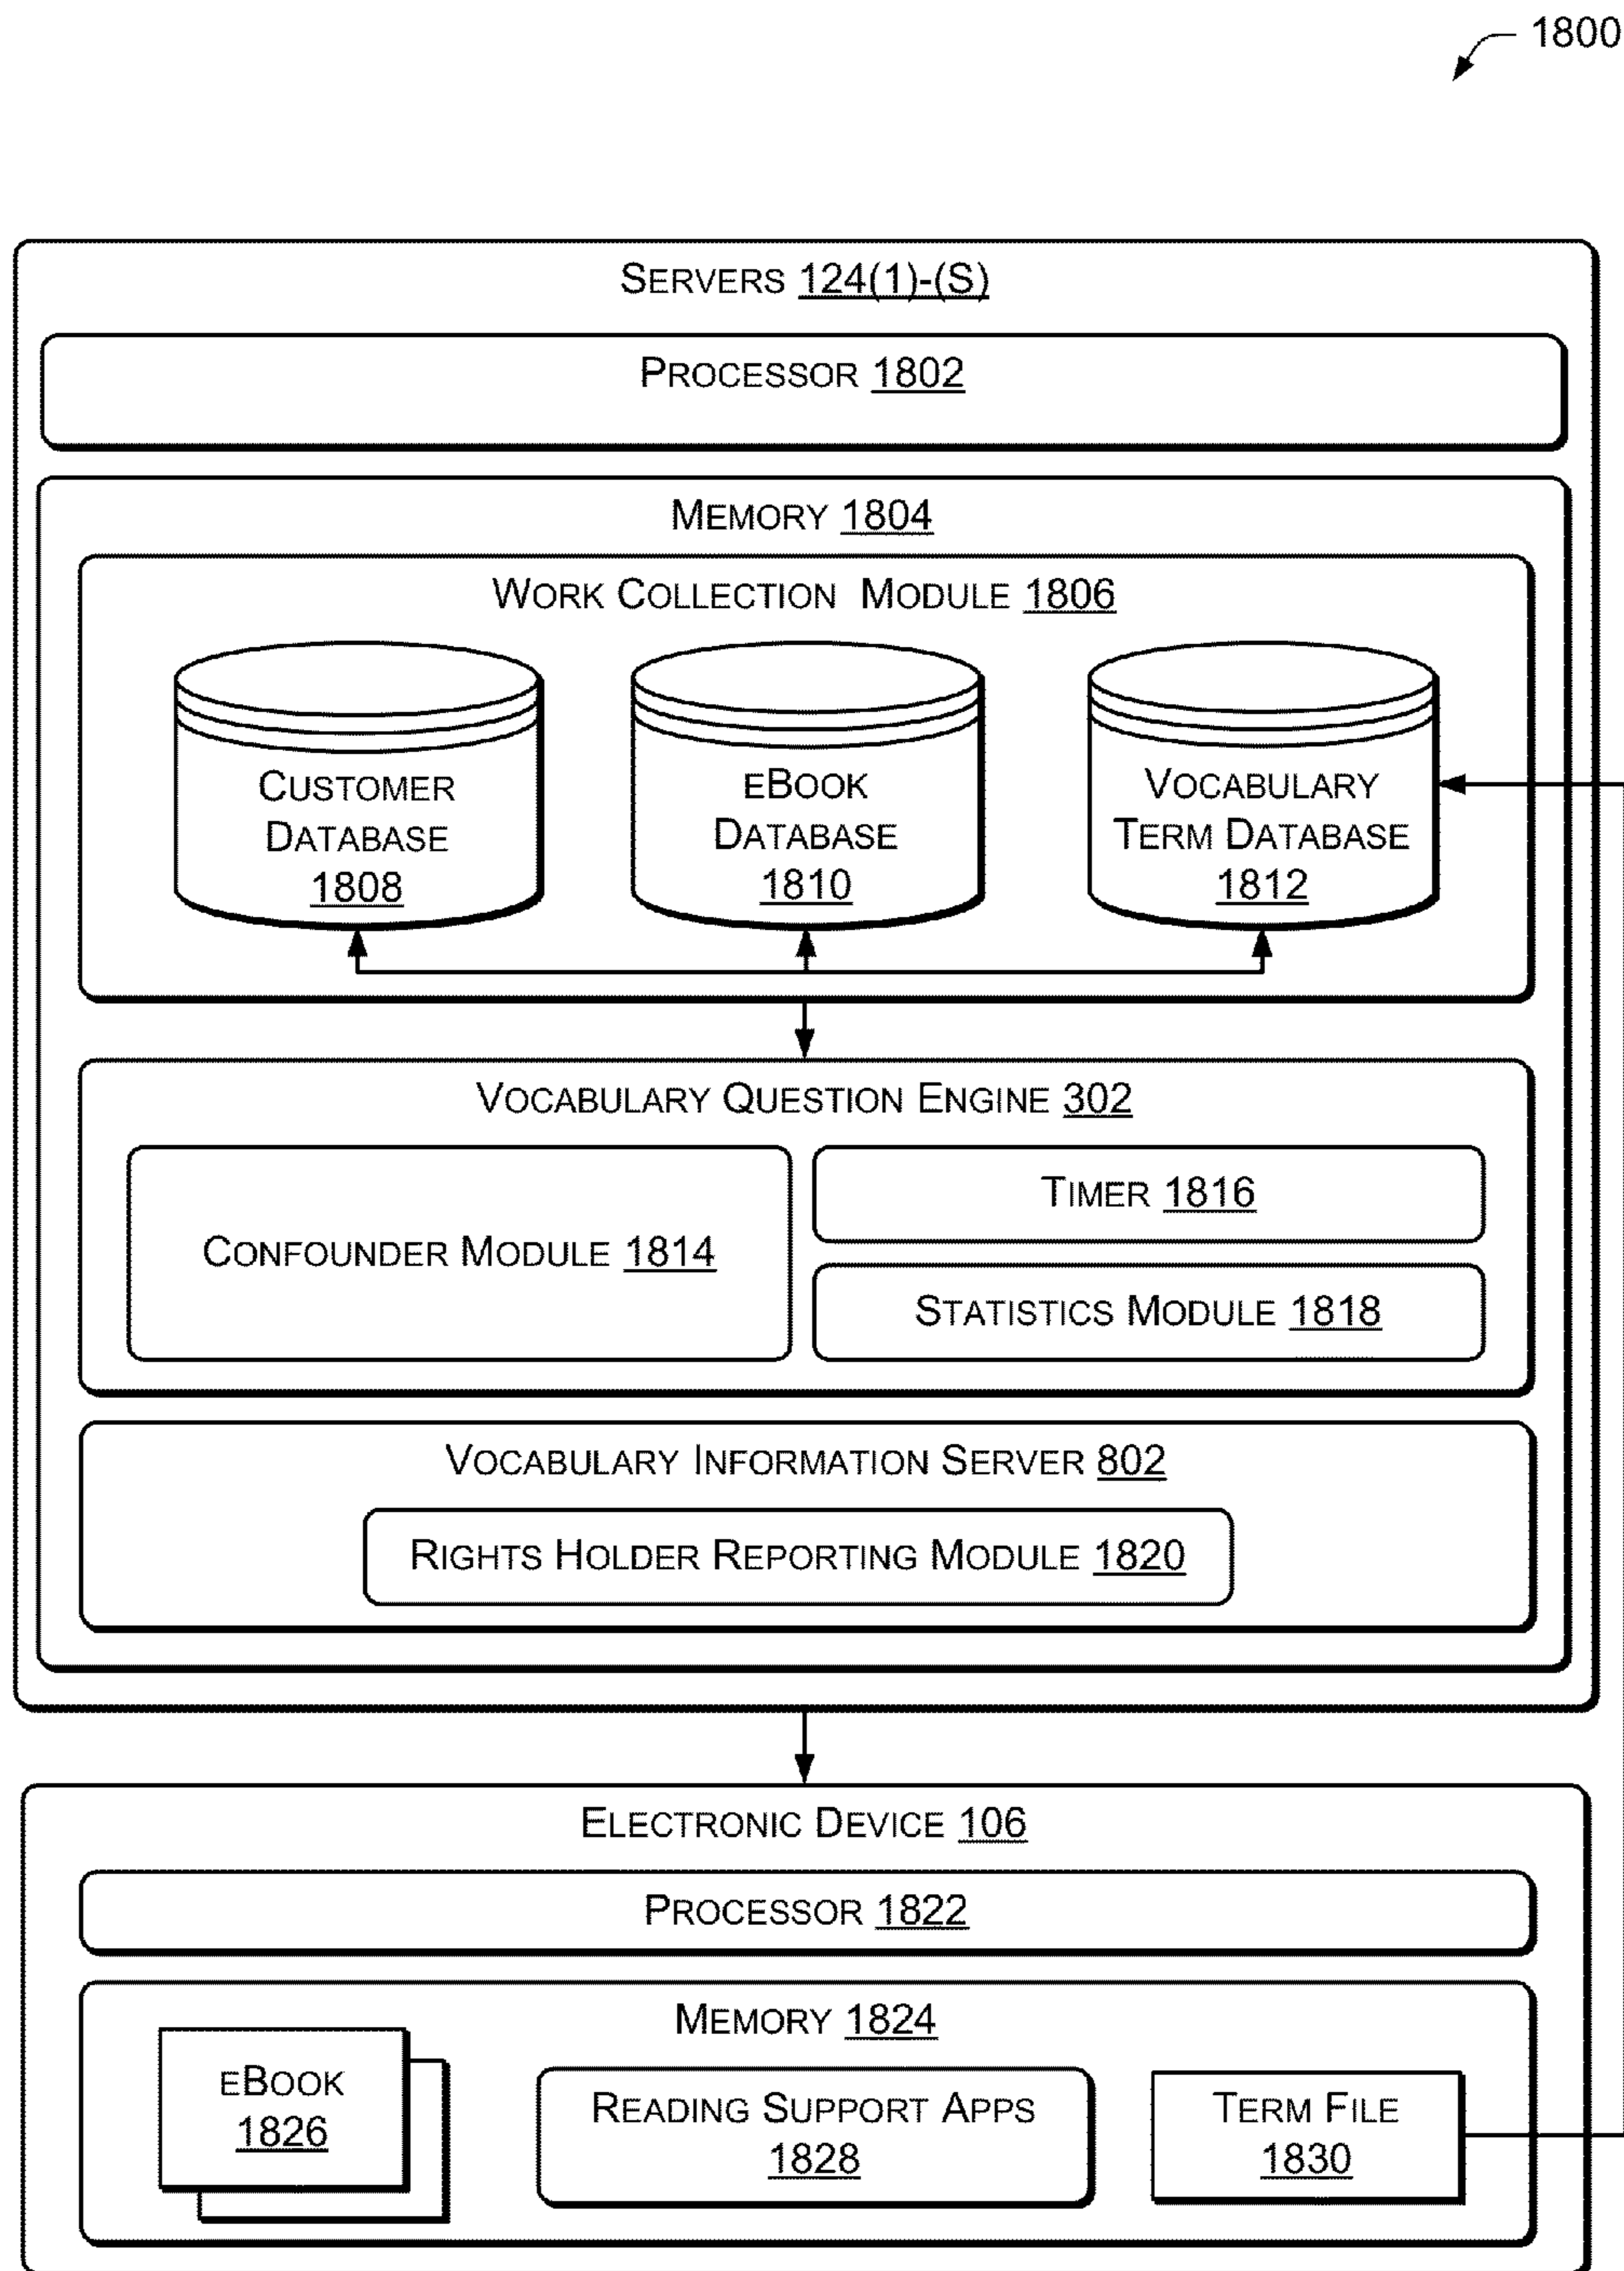 1800
SERVERS 124(1)-(S)
PROCESSOR 1802
MEMORY 1804
WORK COLLECTION MODULE 1806
CUSTOMER
DATABASE
1808
EBOOK
DATABASE
1810
VOCABULARY
TERM DATABASE
1812
VOCABULARY QUESTION ENGINE 302
CONFOUNDER MODULE 1814
TIMER 1816
STATISTICS MODULE 1818
VOCABULARY INFORMATION SERVER 802
RIGHTS HOLDER REPORTING MODULE 1820
ELECTRONIC DEVICE 106
PROCESSOR 1822
MEMORY 1824
EBOOK
1826
READING SUPPORT APPS
1828
TERM FILE
1830